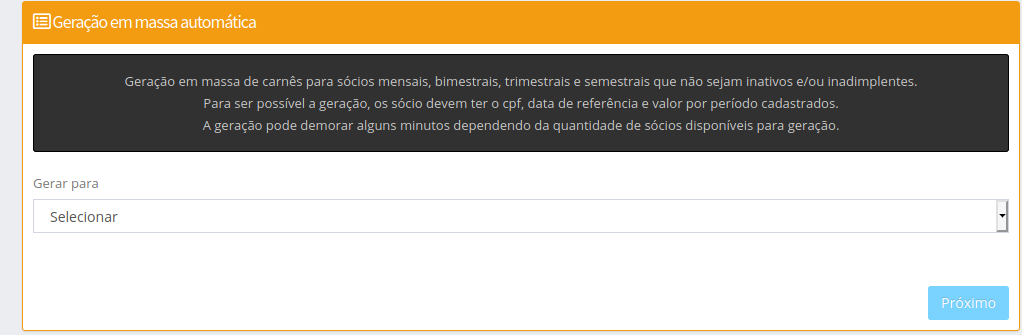 Geração em massa automática
Geração em massa de carnês para sócios mensais, bimestrais, trimestrais e semestrais que não sejam inativos e/ou inadimplentes.
Para ser possível a geração, os sócio devem ter o cpf, data de referência e valor por período cadastrados.
A geração pode demorar alguns minutos dependendo da quantidade de sócios disponíveis para geração.
Gerar para
Selecionar
Próximo